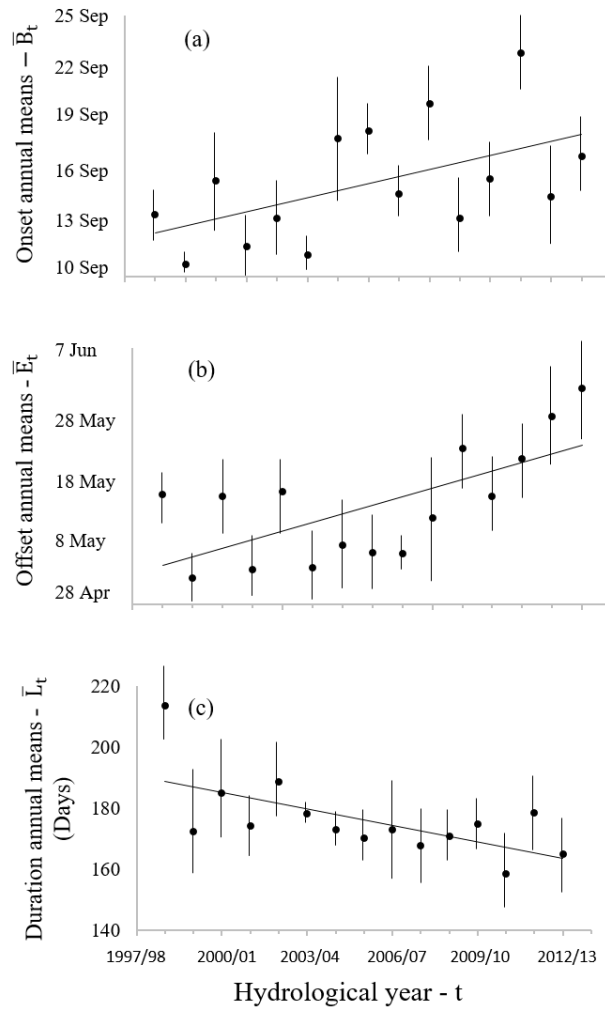 (a)
Onset annual means – B̅t
25 Sep
22 Sep
19 Sep
16 Sep
13 Sep
10 Sep
(b)
Offset annual means - E̅t
7 Jun
28 May
18 May
8 May
28 Apr
(c)
Duration annual means - L̅t
(Days)
220
200
180
160
140
1997/98 2000/01 2003/04 2006/07 2009/10 2012/13
Hydrological year - t